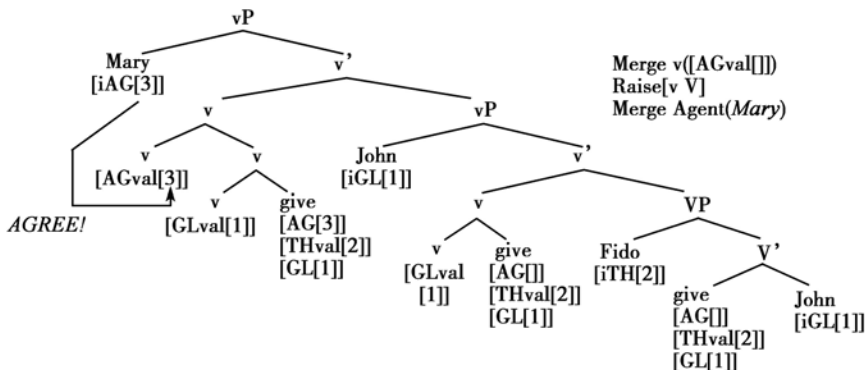 vP
Mary
[iAG[3]]
v'
Merge v([AGval[]])
Raise[v V]
Merge Agent(Mary)
v
vP
v
v
John
v'
[AGval[3]]
[iGL[1]]
AGREE!
v
give
v
VP
[GLval[1]]
[AG[3]]
[THval[2]]
[GL[1]]
v
give
Fido
V'
[GLval
[1]]
[AG[]]
[THval[2]]
[GL[1]]
[iTH[2]]
give
John
[AG[]]
[iGL[1]]
[THval[2]]
[GL[1]]